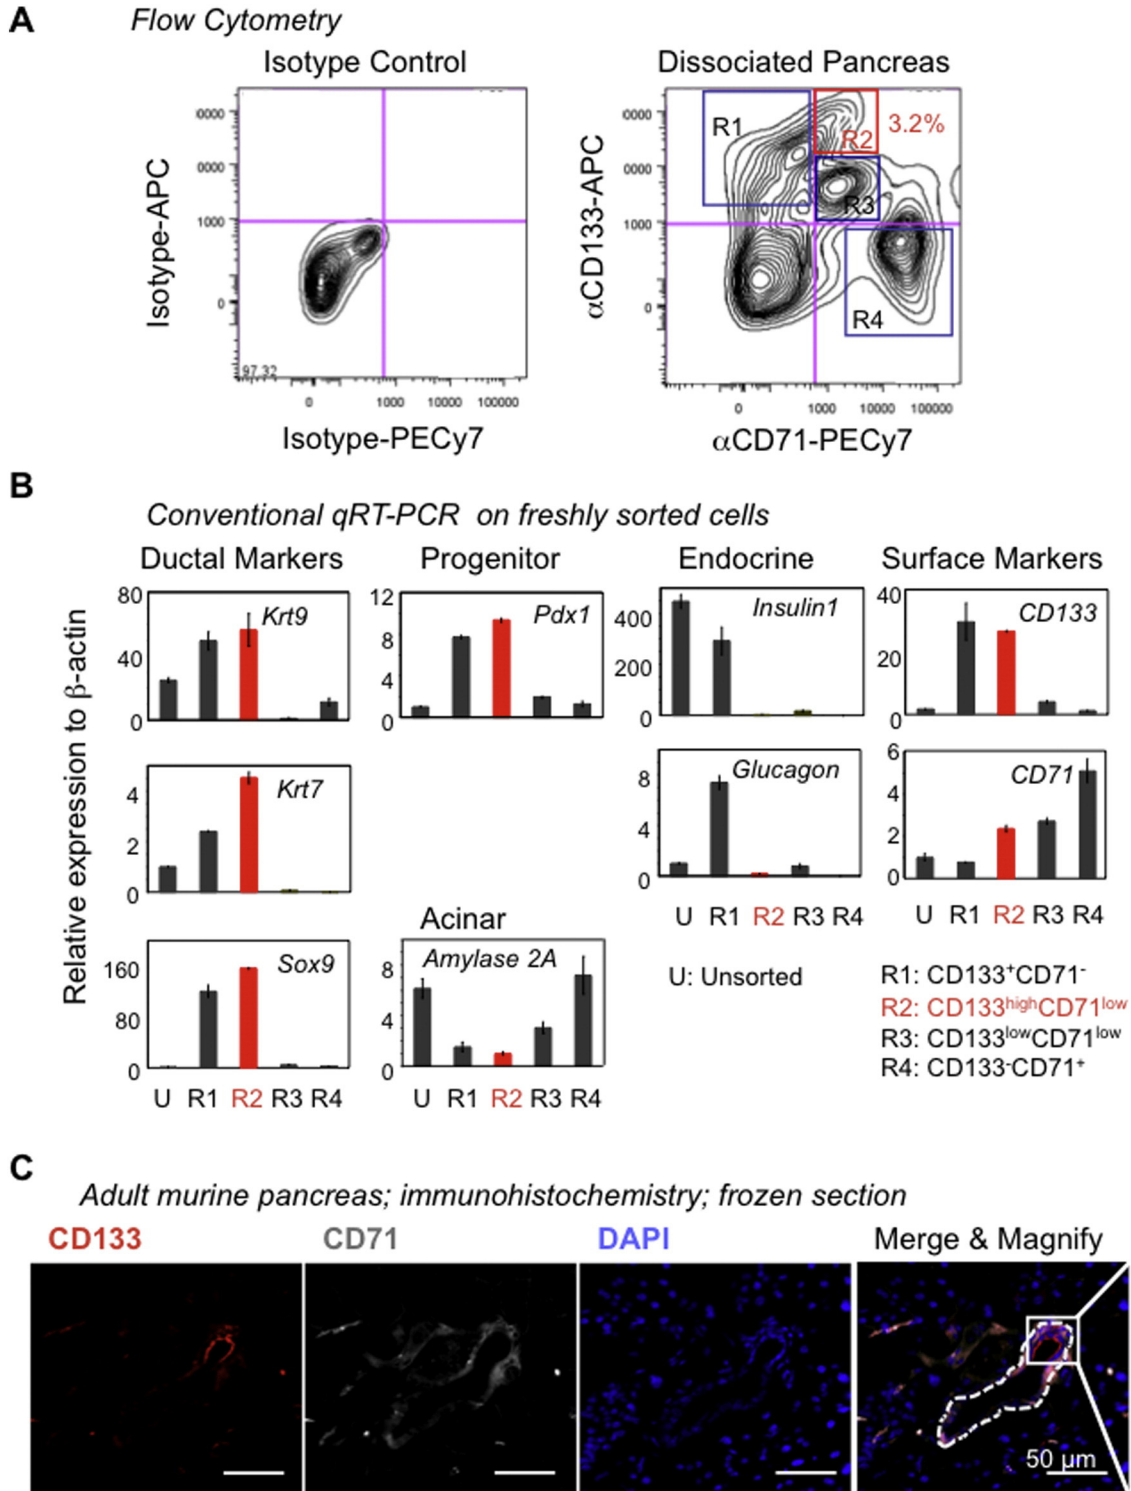 A
Flow Cytometry
Isotype Control
Dissociated Pancreas
Isotype-APC
0000
0000
1000
0
97.32
0 1000 10000 100000
Isotype-PECy7
αCD133-APC
0000
0000
1000
0
R1
R2
3.2%
R3
R4
0 1000 10000 100000
αCD71-PECy7
B
Conventional qRT-PCR on freshly sorted cells
Ductal Markers
Progenitor
Endocrine
Surface Markers
Relative expression to β-actin
80
40
0
Krt9
12
8
4
0
Pdx1
400
200
0
Insulin1
40
20
0
CD133
4
2
0
Krt7
8
4
0
Glucagon
6
4
2
0
CD71
U R1 R2 R3 R4
U R1 R2 R3 R4
160
80
0
Sox9
U R1 R2 R3 R4
Acinar
8
4
0
Amylase 2A
U R1 R2 R3 R4
U: Unsorted
R1: CD133⁺CD71⁻
R2: CD133ʰⁱᵍʰCD71ˡᵒʷ
R3: CD133ˡᵒʷCD71ˡᵒʷ
R4: CD133⁻CD71⁺
C
Adult murine pancreas; immunohistochemistry; frozen section
CD133
CD71
DAPI
Merge & Magnify
50 µm